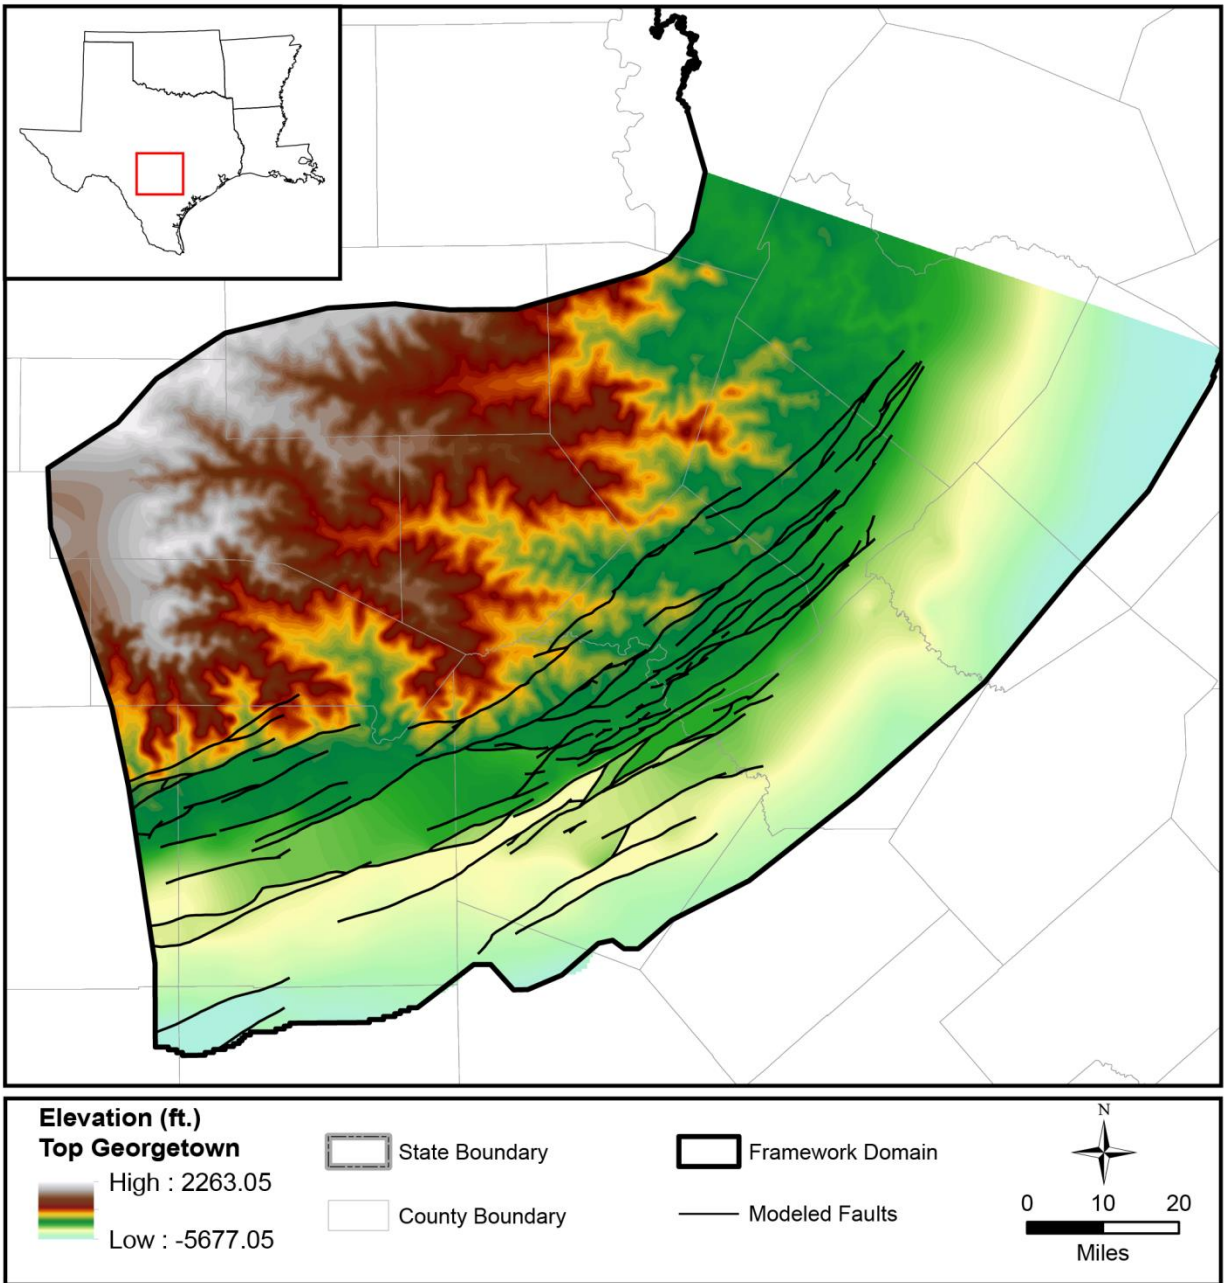 Elevation (ft.)
Top Georgetown
High : 2263.05
Low : -5677.05
State Boundary
County Boundary
Framework Domain
Modeled Faults
N
0 10 20
Miles